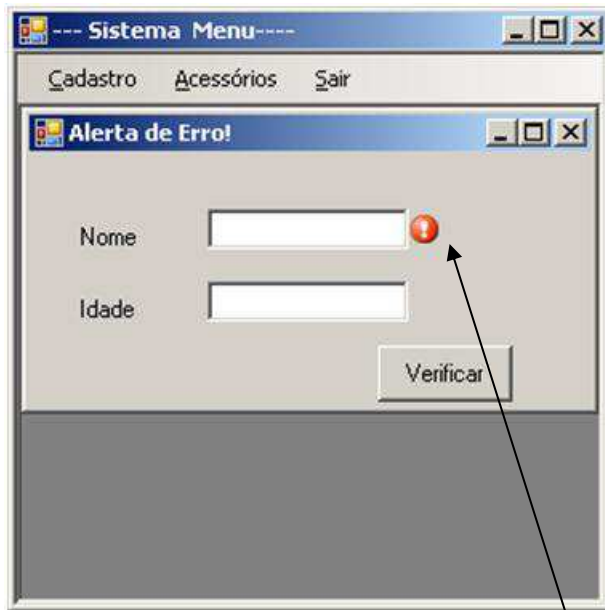 --- Sistema Menu----
Cadastro Acessórios Sair
Alerta de Erro!
Nome
Idade
Verificar